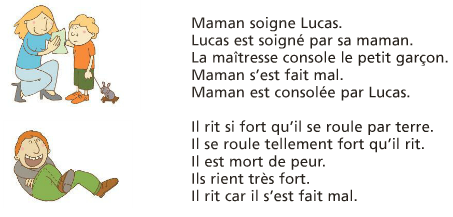 Maman soigne Lucas.
Lucas est soigné par sa maman.
La maîtresse console le petit garçon.
Maman s'est fait mal.
Maman est consolée par Lucas.
Il rit si fort qu'il se roule par terre.
Il se roule tellement fort qu'il rit.
Il est mort de peur.
Ils rient très fort.
Il rit car il s'est fait mal.